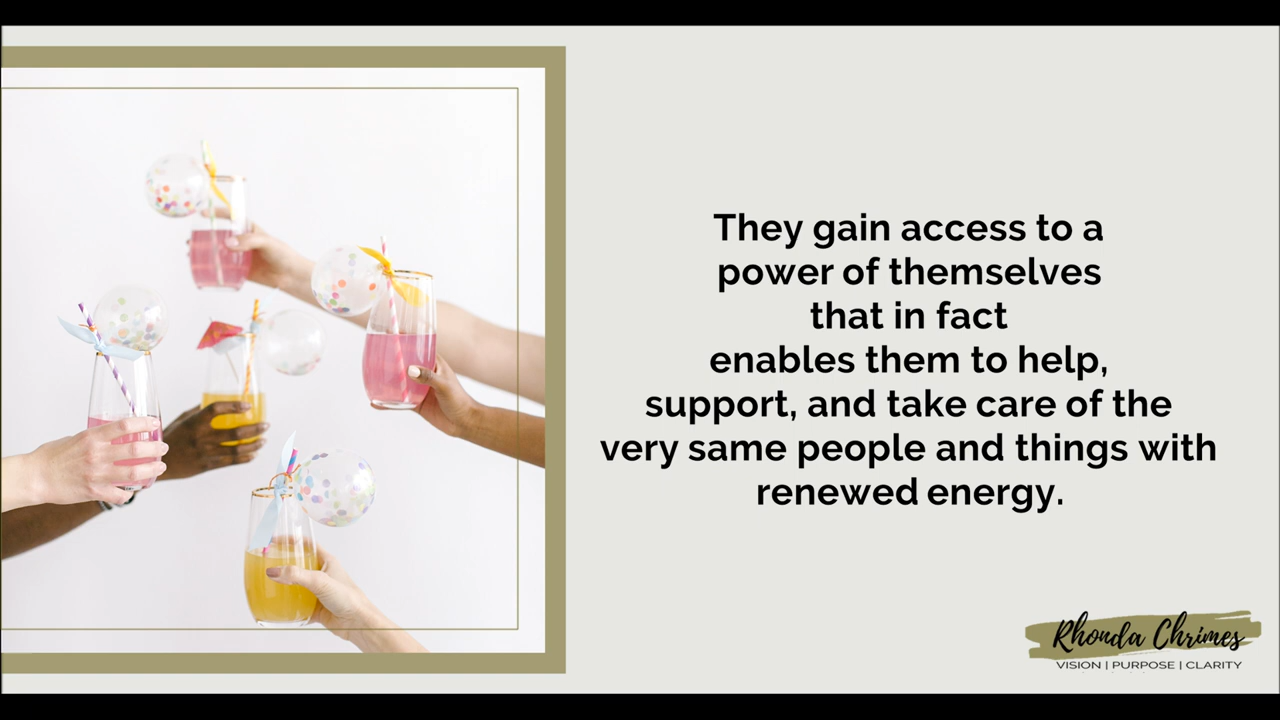 They gain access to a
power of themselves
that in fact
enables them to help,
support, and take care of the
very same people and things with
renewed energy.
Rhonda Chrimes
VISION | PURPOSE | CLARITY